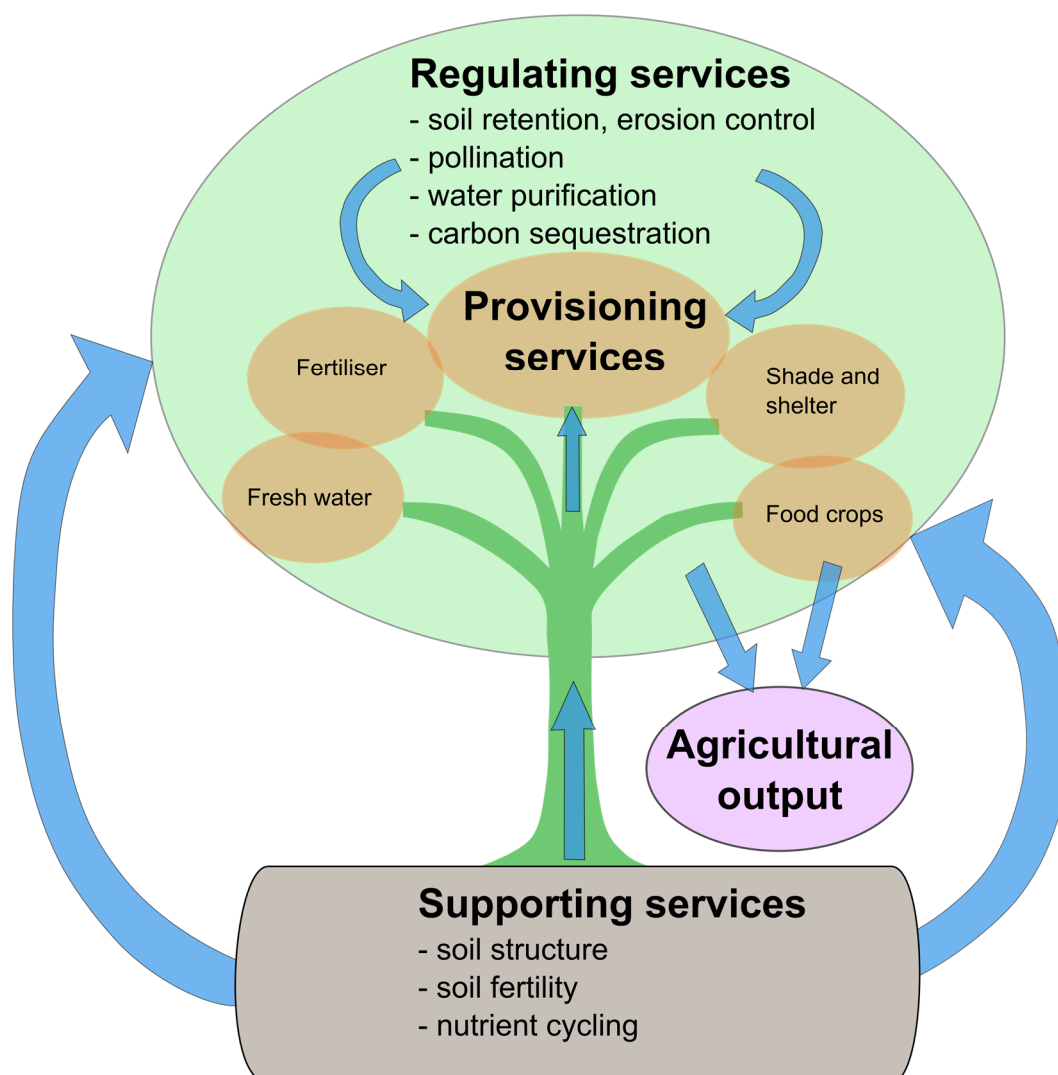 Regulating services
- soil retention, erosion control
- pollination
- water purification
- carbon sequestration
Provisioning
services
Fertiliser
Shade and
shelter
Fresh water
Food crops
Agricultural
output
Supporting services
- soil structure
- soil fertility
- nutrient cycling